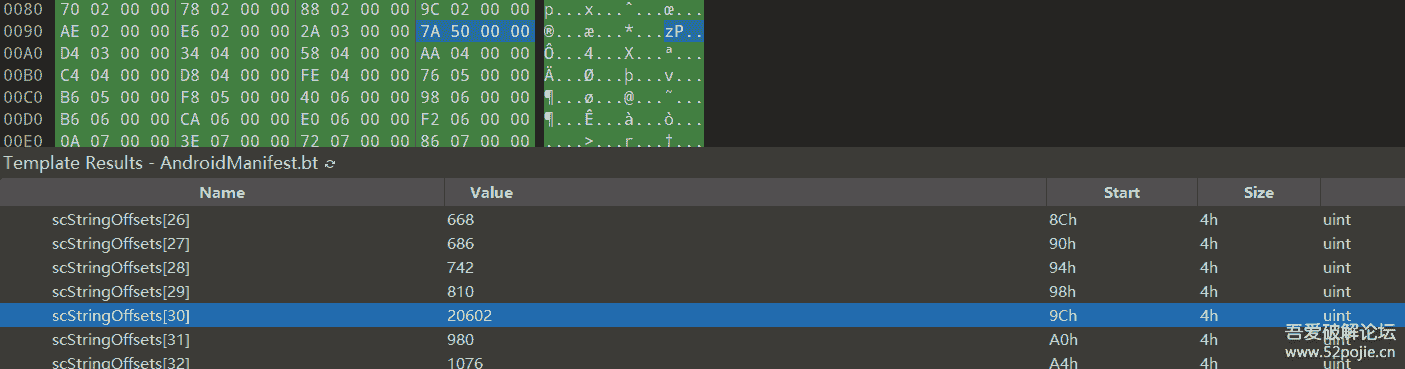 0080 70 02 00 00 78 02 00 00 88 02 00 00 9C 02 00 00 p...x...ˆ...œ...
0090 AE 02 00 00 E6 02 00 00 2A 03 00 00 7A 50 00 00 ®...æ...*...zP..
00A0 D4 03 00 00 34 04 00 00 58 04 00 00 AA 04 00 00 Ô...4...X...ª...
00B0 C4 04 00 00 D8 04 00 00 FE 04 00 00 76 05 00 00 Ä...Ø...þ...v...
00C0 B6 05 00 00 F8 05 00 00 40 06 00 00 98 06 00 00 ¶...ø...@...˜...
00D0 B6 06 00 00 CA 06 00 00 E0 06 00 00 F2 06 00 00 ¶...Ê...à...ò...
00E0 0A 07 00 00 3E 07 00 00 72 07 00 00 86 07 00 00 ....>...r...†...
Template Results - AndroidManifest.bt
Name Value Start Size
scStringOffsets[26] 668 8Ch 4h uint
scStringOffsets[27] 686 90h 4h uint
scStringOffsets[28] 742 94h 4h uint
scStringOffsets[29] 810 98h 4h uint
scStringOffsets[30] 20602 9Ch 4h uint
scStringOffsets[31] 980 A0h 4h uint
scStringOffsets[32] 1076 A4h 4h uint
吾爱破解论坛
www.52pojie.cn